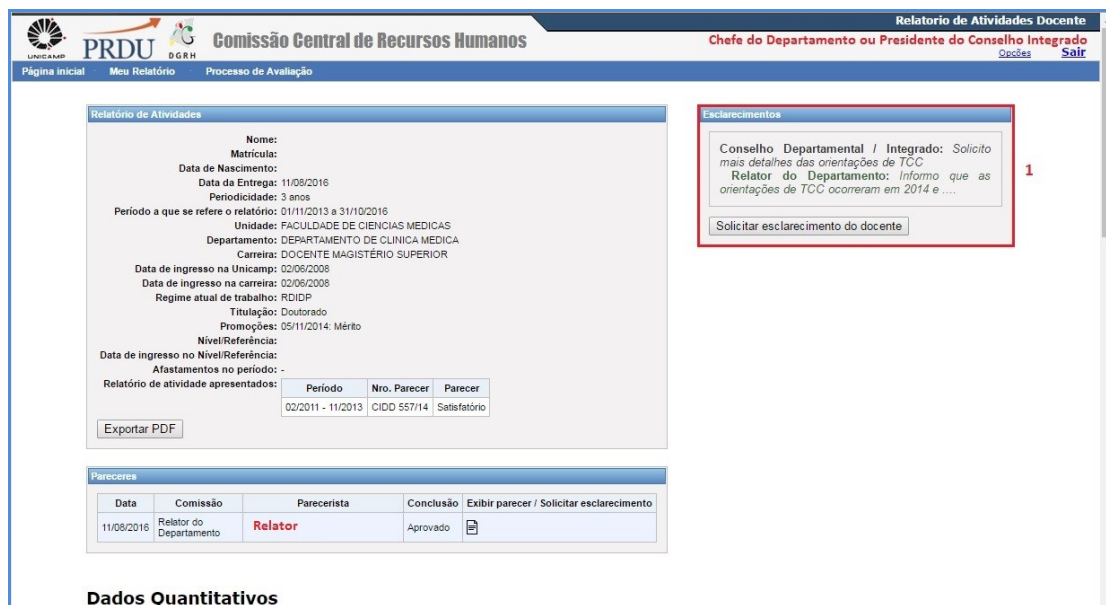 Relatorio de Atividades Docente
UNICAMP PRDU DGRH Comissão Central de Recursos Humanos
Chefe do Departamento ou Presidente do Conselho Integrado
Opções Sair
Página inicial Meu Relatório Processo de Avaliação
Relatório de Atividades
Nome:
Matrícula:
Data de Nascimento:
Data da Entrega: 11/08/2016
Periodicidade: 3 anos
Período a que se refere o relatório: 01/11/2013 a 31/10/2016
Unidade: FACULDADE DE CIENCIAS MEDICAS
Departamento: DEPARTAMENTO DE CLINICA MEDICA
Carreira: DOCENTE MAGISTÉRIO SUPERIOR
Data de ingresso na Unicamp: 02/06/2008
Data de ingresso na carreira: 02/06/2008
Regime atual de trabalho: RDIDP
Titulação: Doutorado
Promoções: 05/11/2014: Mérito
Nível/Referência:
Data de ingresso no Nível/Referência:
Afastamentos no período: -
Relatório de atividade apresentados:
Período Nro. Parecer Parecer
02/2011 - 11/2013 CIDD 557/14 Satisfatório
Exportar PDF
Esclarecimentos
Conselho Departamental / Integrado: Solicito
mais detalhes das orientações de TCC
Relator do Departamento: Informo que as
orientações de TCC ocorreram em 2014 e ....
Solicitar esclarecimento do docente
1
Pareceres
Data Comissão Parecerista Conclusão Exibir parecer / Solicitar esclarecimento
11/08/2016 Relator do Departamento Relator Aprovado
Dados Quantitativos